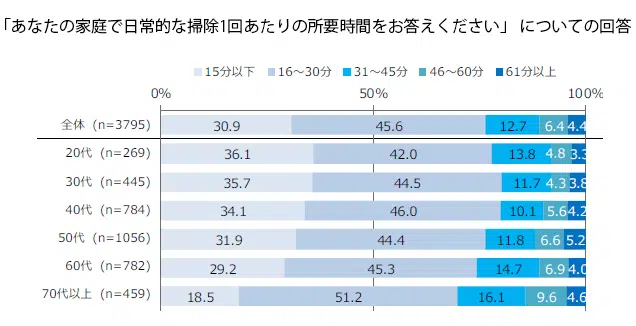 「あなたの家庭で日常的な掃除1回あたりの所要時間をお答えください」 についての回答
15分以下 16～30分 31～45分 46～60分 61分以上
0% 50% 100%
全体 (n=3795) 30.9 45.6 12.7 6.4 4.4
20代 (n=269) 36.1 42.0 13.8 4.8 3.3
30代 (n=445) 35.7 44.5 11.7 4.3 3.8
40代 (n=784) 34.1 46.0 10.1 5.6 4.2
50代 (n=1056) 31.9 44.4 11.8 6.6 5.2
60代 (n=782) 29.2 45.3 14.7 6.9 4.0
70代以上 (n=459) 18.5 51.2 16.1 9.6 4.6